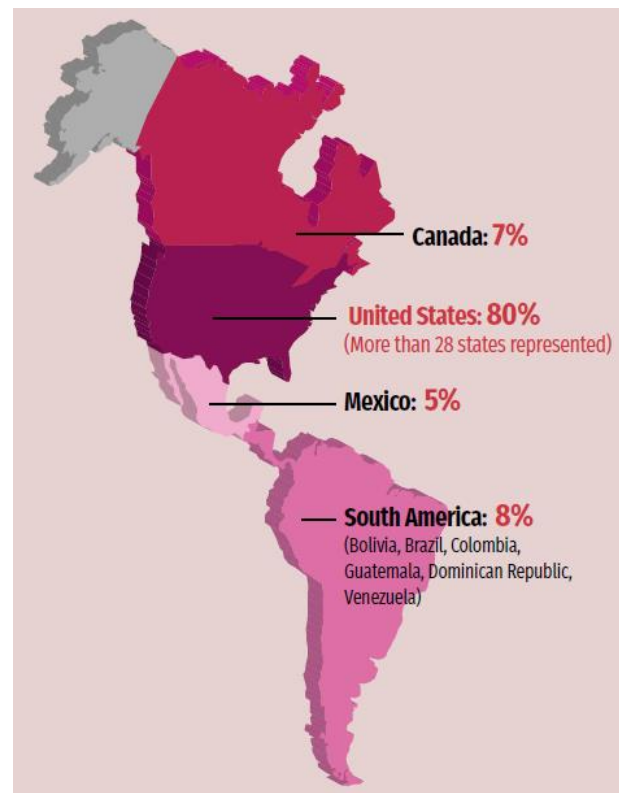 Canada: 7%
United States: 80%
(More than 28 states represented)
Mexico: 5%
South America: 8%
(Bolivia, Brazil, Colombia,
Guatemala, Dominican Republic,
Venezuela)